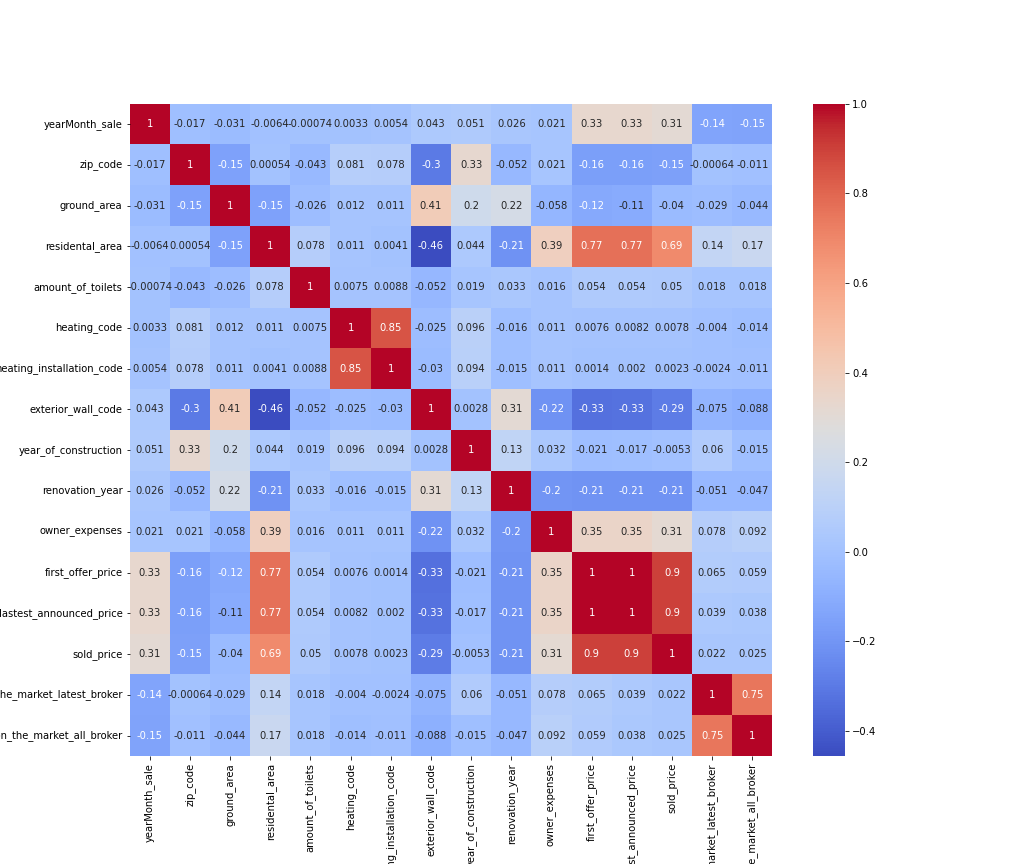 yearMonth_sale 1 -0.017 -0.031 -0.0064 -0.00074 0.0033 0.0054 0.043 0.051 0.026 0.021 0.33 0.33 0.31 -0.14 -0.15
zip_code -0.017 1 -0.15 0.00054 -0.043 0.081 0.078 -0.3 0.33 -0.052 0.021 -0.16 -0.16 -0.15 -0.00064 -0.011
ground_area -0.031 -0.15 1 -0.15 -0.026 0.012 0.011 0.41 0.2 0.22 -0.058 -0.12 -0.11 -0.04 -0.029 -0.044
residental_area -0.0064 0.00054 -0.15 1 0.078 0.011 0.0041 -0.46 0.044 -0.21 0.39 0.77 0.77 0.69 0.14 0.17
amount_of_toilets -0.00074 -0.043 -0.026 0.078 1 0.0075 0.0088 -0.052 0.019 0.033 0.016 0.054 0.054 0.05 0.018 0.018
heating_code 0.0033 0.081 0.012 0.011 0.0075 1 0.85 -0.025 0.096 -0.016 0.011 0.0076 0.0082 0.0078 -0.004 -0.014
eating_installation_code 0.0054 0.078 0.011 0.0041 0.0088 0.85 1 -0.03 0.094 -0.015 0.011 0.0014 0.002 0.0023 -0.0024 -0.011
exterior_wall_code 0.043 -0.3 0.41 -0.46 -0.052 -0.025 -0.03 1 0.0028 0.31 -0.22 -0.33 -0.33 -0.29 -0.075 -0.088
year_of_construction 0.051 0.33 0.2 0.044 0.019 0.096 0.094 0.0028 1 0.13 0.032 -0.021 -0.017 -0.0053 0.06 -0.015
renovation_year 0.026 -0.052 0.22 -0.21 0.033 -0.016 -0.015 0.31 0.13 1 -0.2 -0.21 -0.21 -0.21 -0.051 -0.047
owner_expenses 0.021 0.021 -0.058 0.39 0.016 0.011 0.011 -0.22 0.032 -0.2 1 0.35 0.35 0.31 0.078 0.092
first_offer_price 0.33 -0.16 -0.12 0.77 0.054 0.0076 0.0014 -0.33 -0.021 -0.21 0.35 1 1 0.9 0.065 0.059
lastest_announced_price 0.33 -0.16 -0.11 0.77 0.054 0.0082 0.002 -0.33 -0.017 -0.21 0.35 1 1 0.9 0.039 0.038
sold_price 0.31 -0.15 -0.04 0.69 0.05 0.0078 0.0023 -0.29 -0.0053 -0.21 0.31 0.9 0.9 1 0.022 0.025
he_market_latest_broker -0.14 -0.00064 -0.029 0.14 0.018 -0.004 -0.0024 -0.075 0.06 -0.051 0.078 0.065 0.039 0.022 1 0.75
n_the_market_all_broker -0.15 -0.011 -0.044 0.17 0.018 -0.014 -0.011 -0.088 -0.015 -0.047 0.092 0.059 0.038 0.025 0.75 1
yearMonth_sale
zip_code
ground_area
residental_area
amount_of_toilets
heating_code
ng_installation_code
exterior_wall_code
ear_of_construction
renovation_year
owner_expenses
first_offer_price
st_announced_price
sold_price
market_latest_broker
e_market_all_broker
1.0
0.8
0.6
0.4
0.2
0.0
−0.2
−0.4